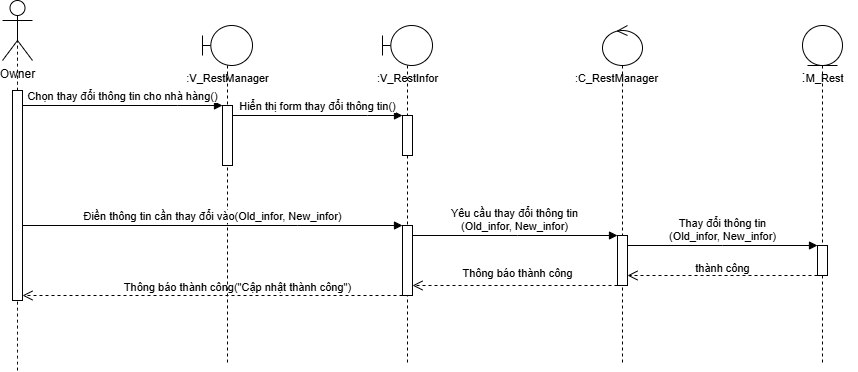 Owner
:V_RestManager
:V_RestInfor
:C_RestManager
:M_Rest
Chọn thay đổi thông tin cho nhà hàng()
Hiển thị form thay đổi thông tin()
Điền thông tin cần thay đổi vào(Old_infor, New_infor)
Yêu cầu thay đổi thông tin
(Old_infor, New_infor)
Thay đổi thông tin
(Old_infor, New_infor)
thành công
Thông báo thành công
Thông báo thành công("Cập nhật thành công")